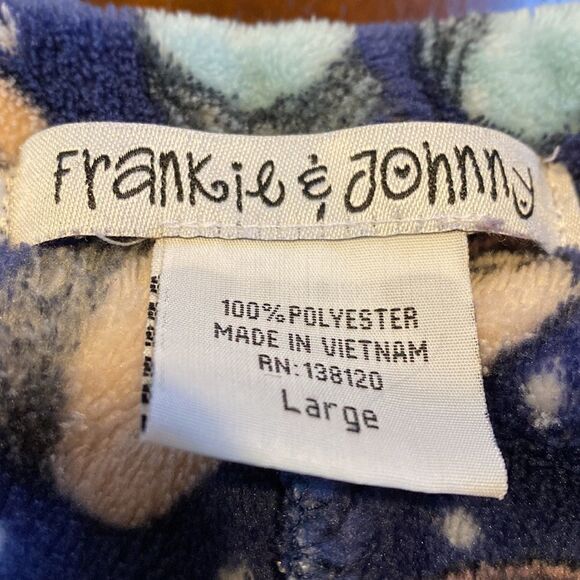 Frankie & Johnny
100% POLYESTER
MADE IN VIETNAM
RN: 138120
Large